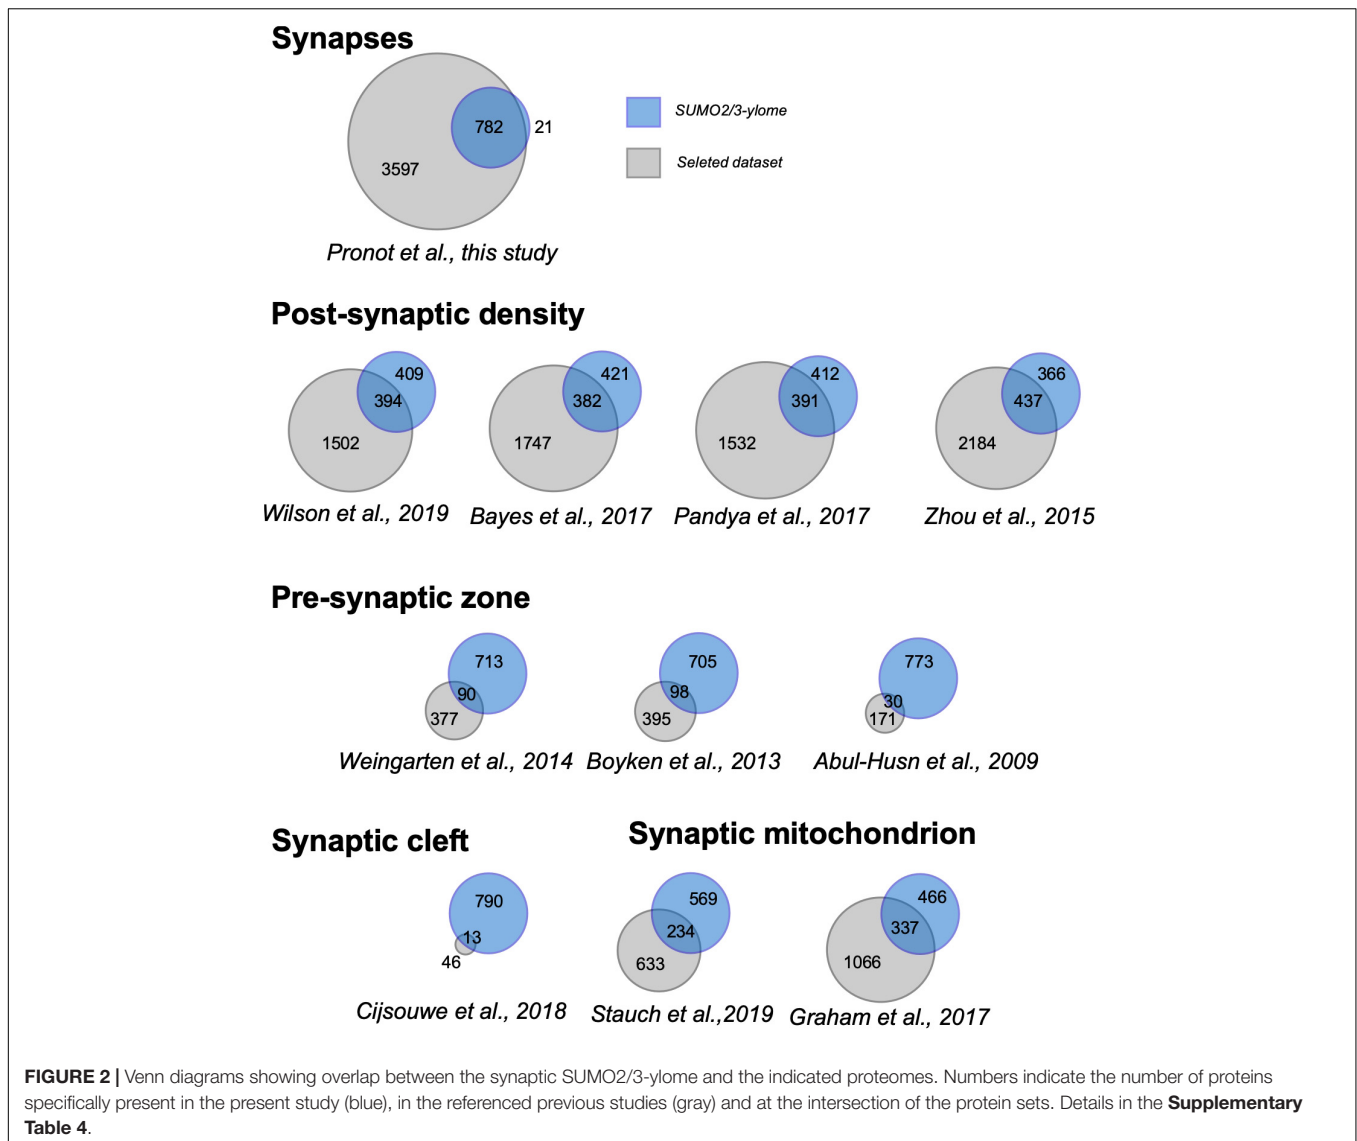 Synapses
782
21
3597
SUMO2/3-ylome
Seleted dataset
Pronot et al., this study
Post-synaptic density
409
394
1502
421
382
1747
412
391
1532
366
437
2184
Wilson et al., 2019
Bayes et al., 2017
Pandya et al., 2017
Zhou et al., 2015
Pre-synaptic zone
713
90
377
705
98
395
773
30
171
Weingarten et al., 2014
Boyken et al., 2013
Abul-Husn et al., 2009
Synaptic cleft
Synaptic mitochondrion
790
13
46
569
234
633
466
337
1066
Cijsouwe et al., 2018
Stauch et al.,2019
Graham et al., 2017
FIGURE 2 | Venn diagrams showing overlap between the synaptic SUMO2/3-ylome and the indicated proteomes. Numbers indicate the number of proteins
specifically present in the present study (blue), in the referenced previous studies (gray) and at the intersection of the protein sets. Details in the Supplementary
Table 4.